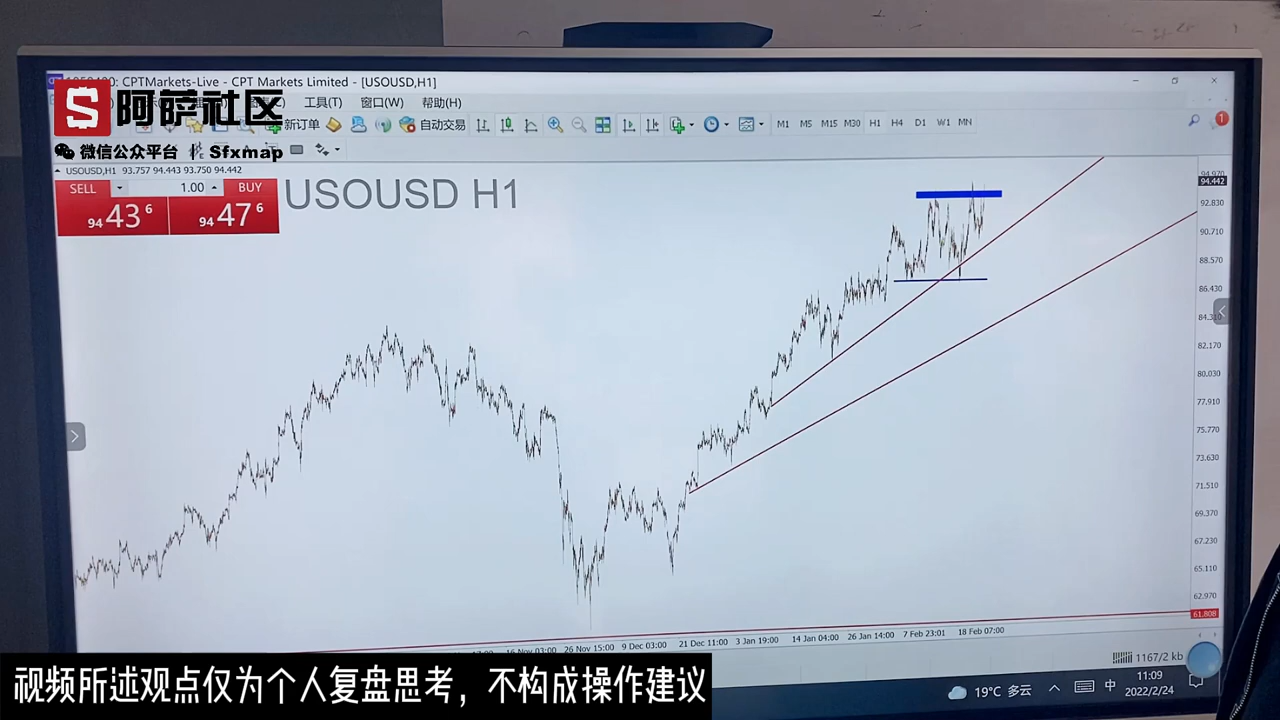 CPTMarkets-Live - CPT Markets Limited - [USOUSD,H1]
阿萨社区
工具(T) 窗口(W) 帮助(H)
新订单 自动交易 M1 M5 M15 M30 H1 H4 D1 W1 MN
微信公众平台 Sfxmap
USOUSD,H1 93.757 94.443 93.750 94.442
SELL 1.00 BUY
94 43 6 94 47 6
USOUSD H1
94.970
94.442
92.830
90.710
88.570
86.430
84.310
82.170
80.030
77.910
75.770
73.630
71.510
69.370
67.230
65.110
62.970
61.808
16 Nov 03:00 26 Nov 15:00 9 Dec 03:00 21 Dec 11:00 3 Jan 19:00 14 Jan 04:00 26 Jan 14:00 7 Feb 23:01 18 Feb 07:00
1167/2 kb
19°C 多云 中 11:09
2022/2/24
1
视频所述观点仅为个人复盘思考，不构成操作建议